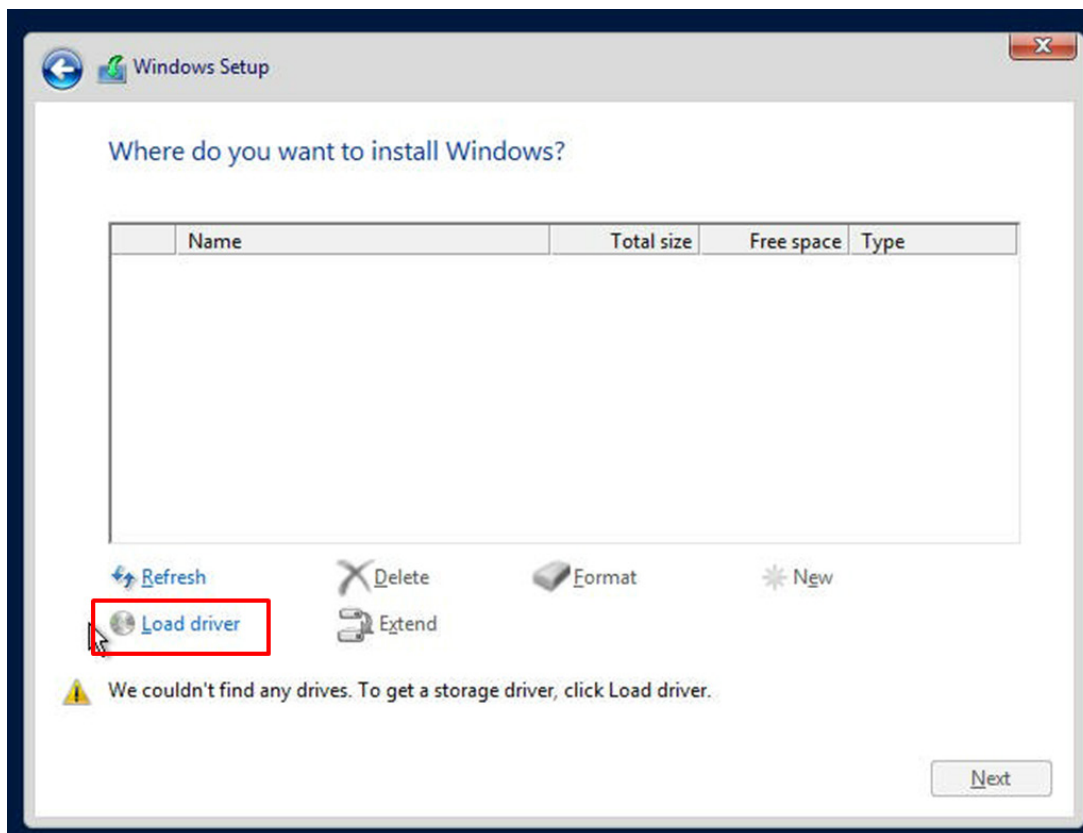 Windows Setup
Where do you want to install Windows?
Name Total size Free space Type
Refresh Delete Format New
Load driver Extend
We couldn't find any drives. To get a storage driver, click Load driver.
Next